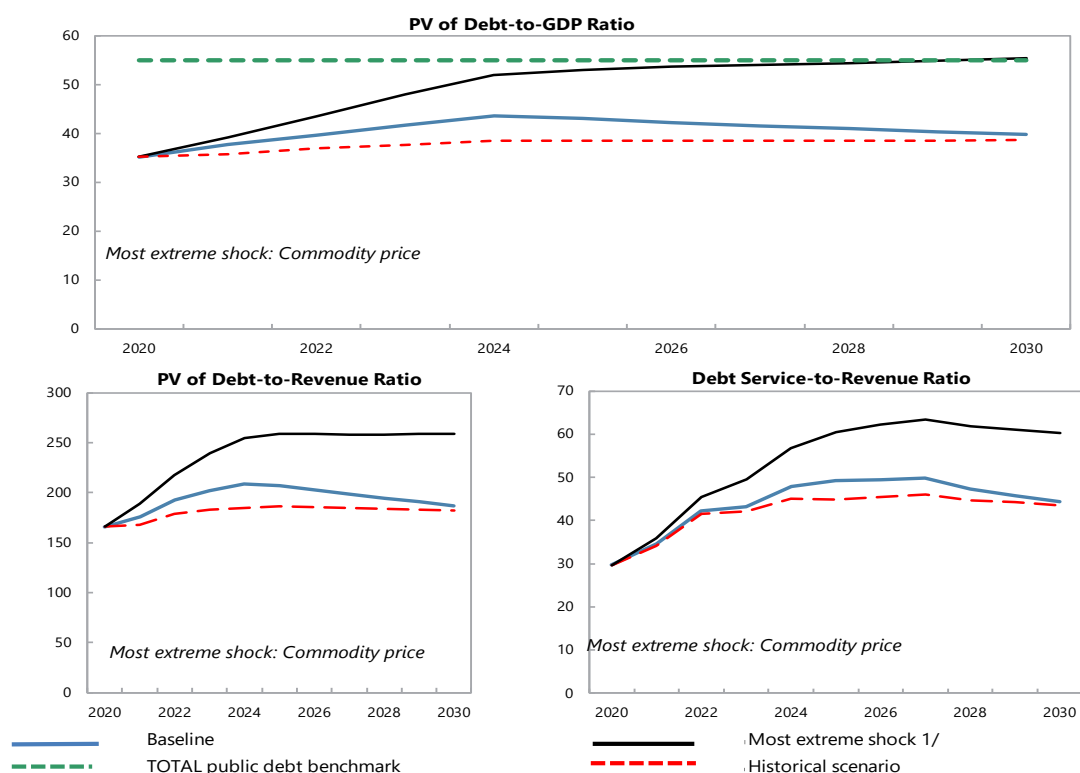 PV of Debt-to-GDP Ratio
60
50
40
30
20
10
0
Most extreme shock: Commodity price
2020 2022 2024 2026 2028 2030
PV of Debt-to-Revenue Ratio
300
250
200
150
100
50
0
Most extreme shock: Commodity price
2020 2022 2024 2026 2028 2030
Debt Service-to-Revenue Ratio
70
60
50
40
30
20
10
0
Most extreme shock: Commodity price
2020 2022 2024 2026 2028 2030
Baseline
Most extreme shock 1/
TOTAL public debt benchmark
Historical scenario